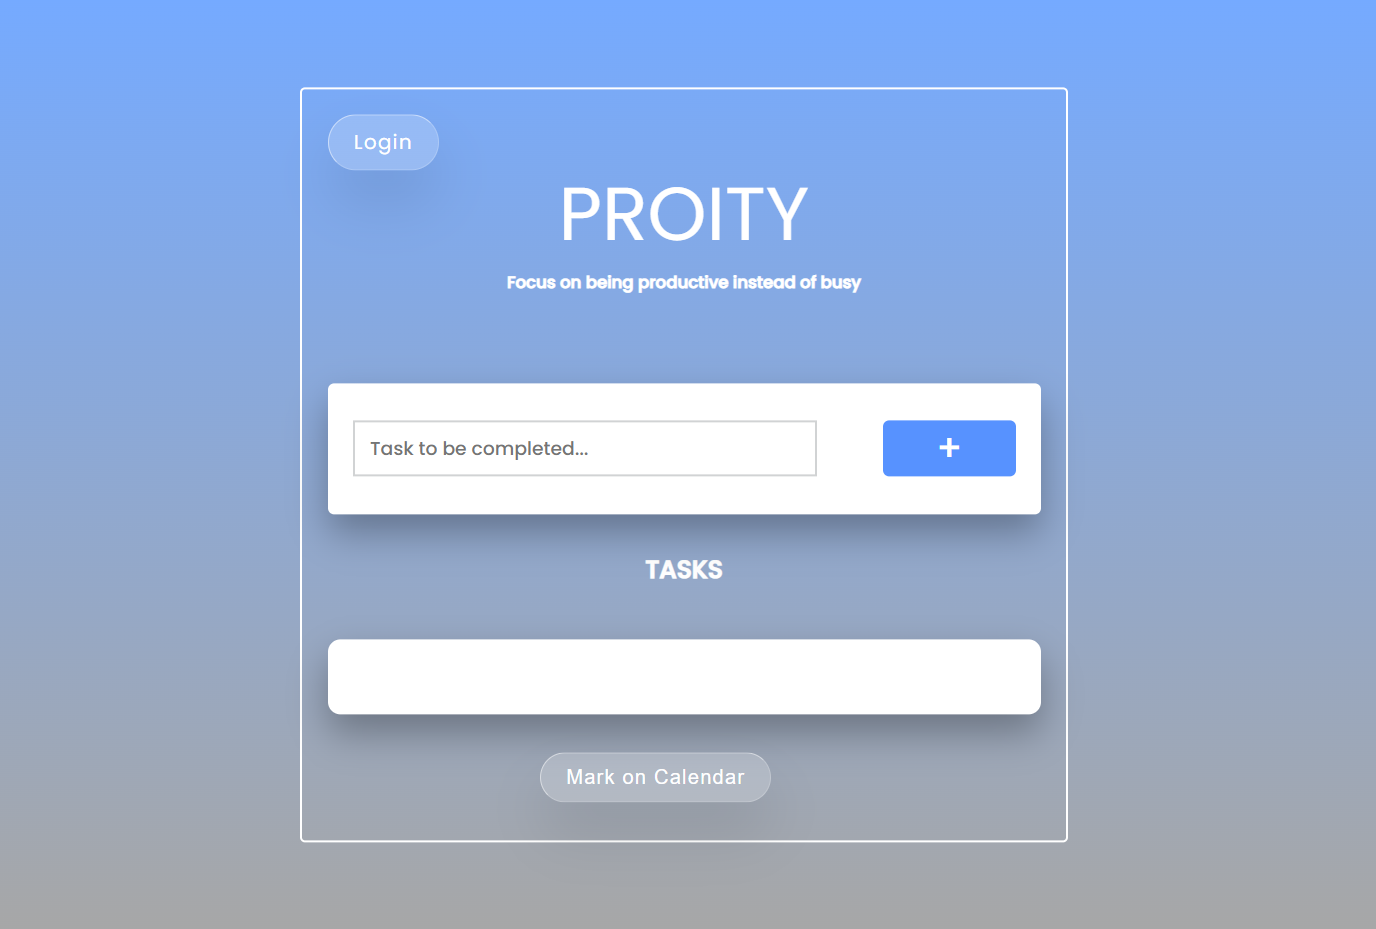 Login
PROITY
Focus on being productive instead of busy
Task to be completed...
+
TASKS
Mark on Calendar